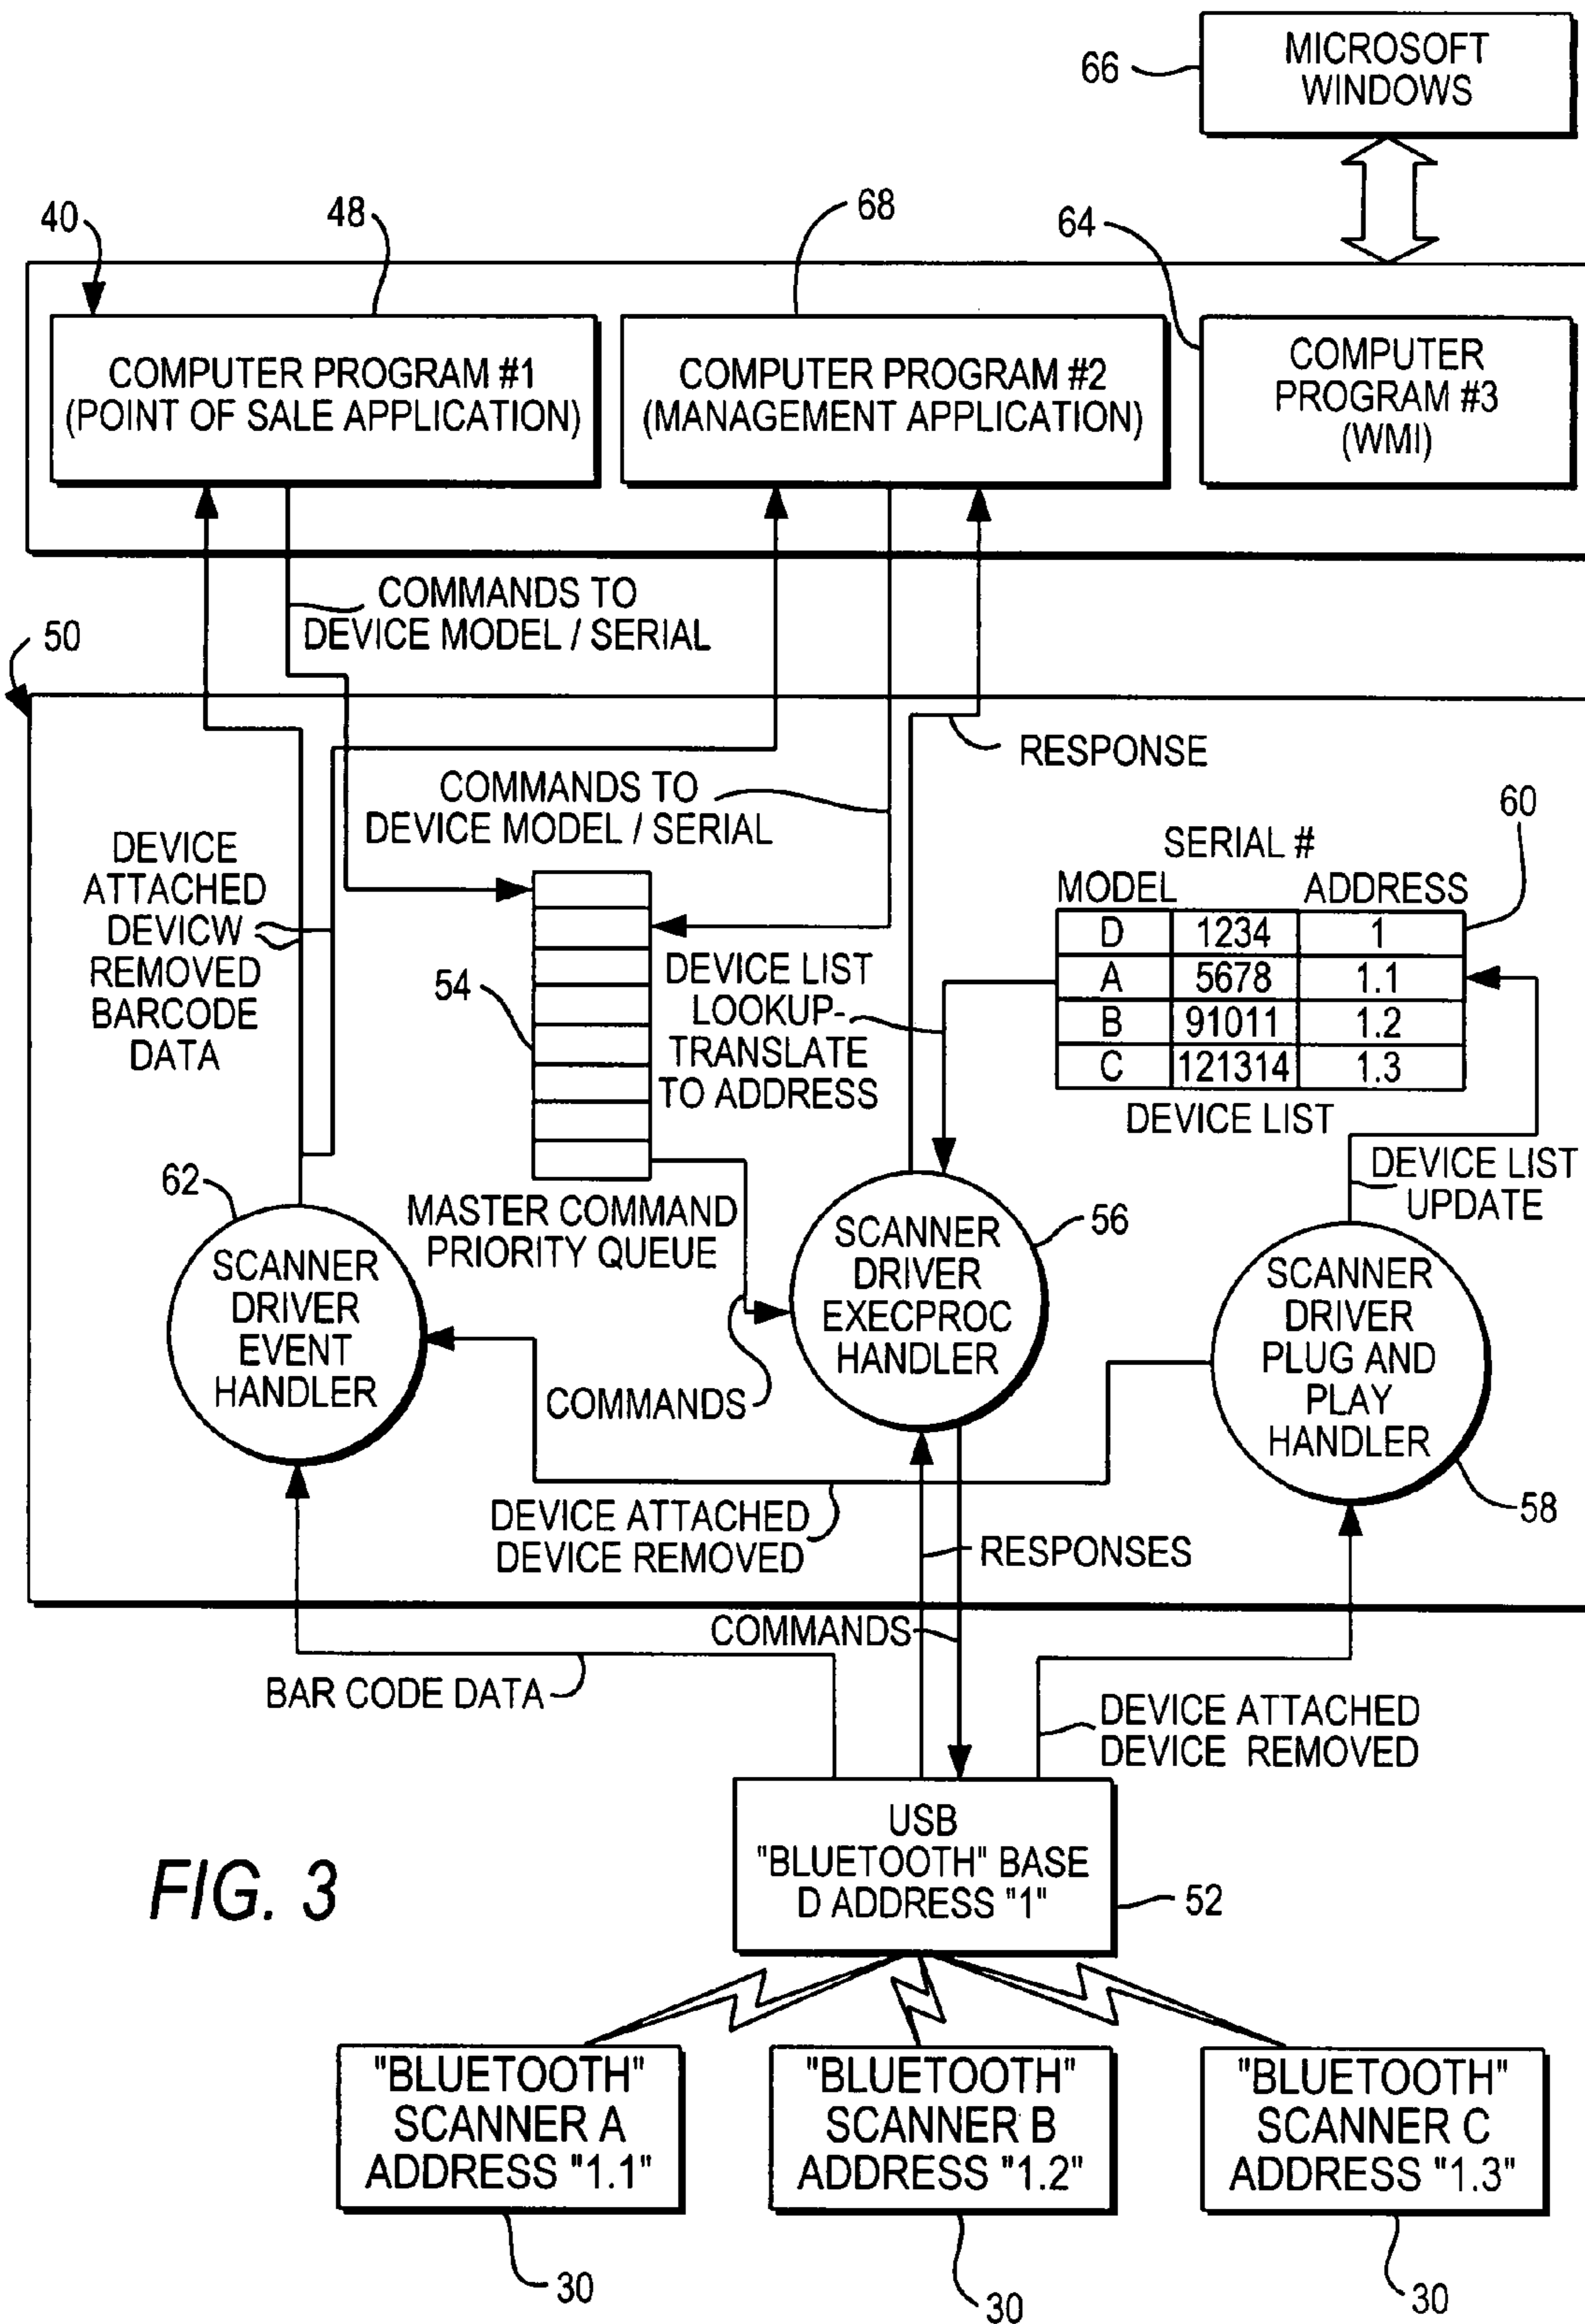 66
MICROSOFT
WINDOWS
40
48
68
64
COMPUTER PROGRAM #1
(POINT OF SALE APPLICATION)
COMPUTER PROGRAM #2
(MANAGEMENT APPLICATION)
COMPUTER
PROGRAM #3
(WMI)
COMMANDS TO
DEVICE MODEL / SERIAL
50
RESPONSE
COMMANDS TO
DEVICE MODEL / SERIAL
DEVICE
ATTACHED
DEVICW
REMOVED
BARCODE
DATA
54
DEVICE LIST
LOOKUP-
TRANSLATE
TO ADDRESS
60
SERIAL #
MODEL ADDRESS
D 1234 1
A 5678 1.1
B 91011 1.2
C 121314 1.3
DEVICE LIST
DEVICE LIST
UPDATE
62
MASTER COMMAND
PRIORITY QUEUE
56
SCANNER
DRIVER
EVENT
HANDLER
SCANNER
DRIVER
EXECPROC
HANDLER
SCANNER
DRIVER
PLUG AND
PLAY
HANDLER
COMMANDS
58
DEVICE ATTACHED
DEVICE REMOVED
RESPONSES
COMMANDS
BAR CODE DATA
DEVICE ATTACHED
DEVICE REMOVED
USB
"BLUETOOTH" BASE
D ADDRESS "1"
52
FIG. 3
"BLUETOOTH"
SCANNER A
ADDRESS "1.1"
"BLUETOOTH"
SCANNER B
ADDRESS "1.2"
"BLUETOOTH"
SCANNER C
ADDRESS "1.3"
30
30
30